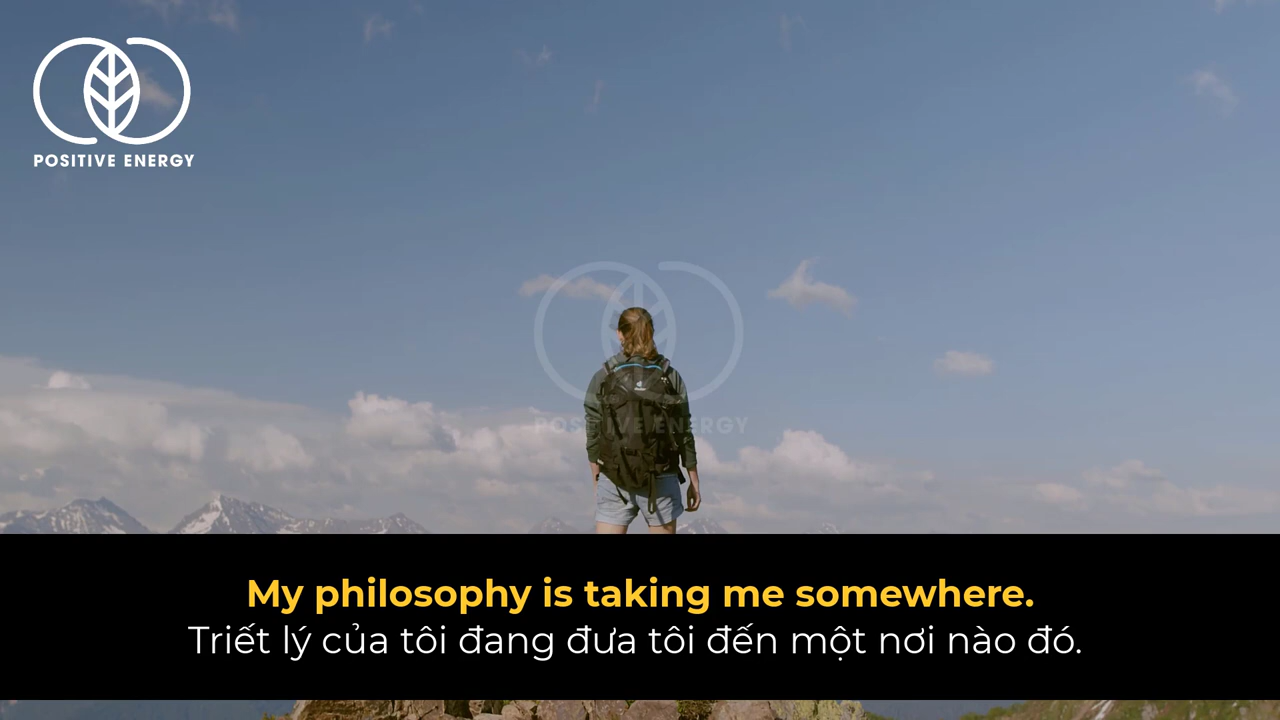 POSITIVE ENERGY
POSITIVE ENERGY
My philosophy is taking me somewhere.
Triết lý của tôi đang đưa tôi đến một nơi nào đó.